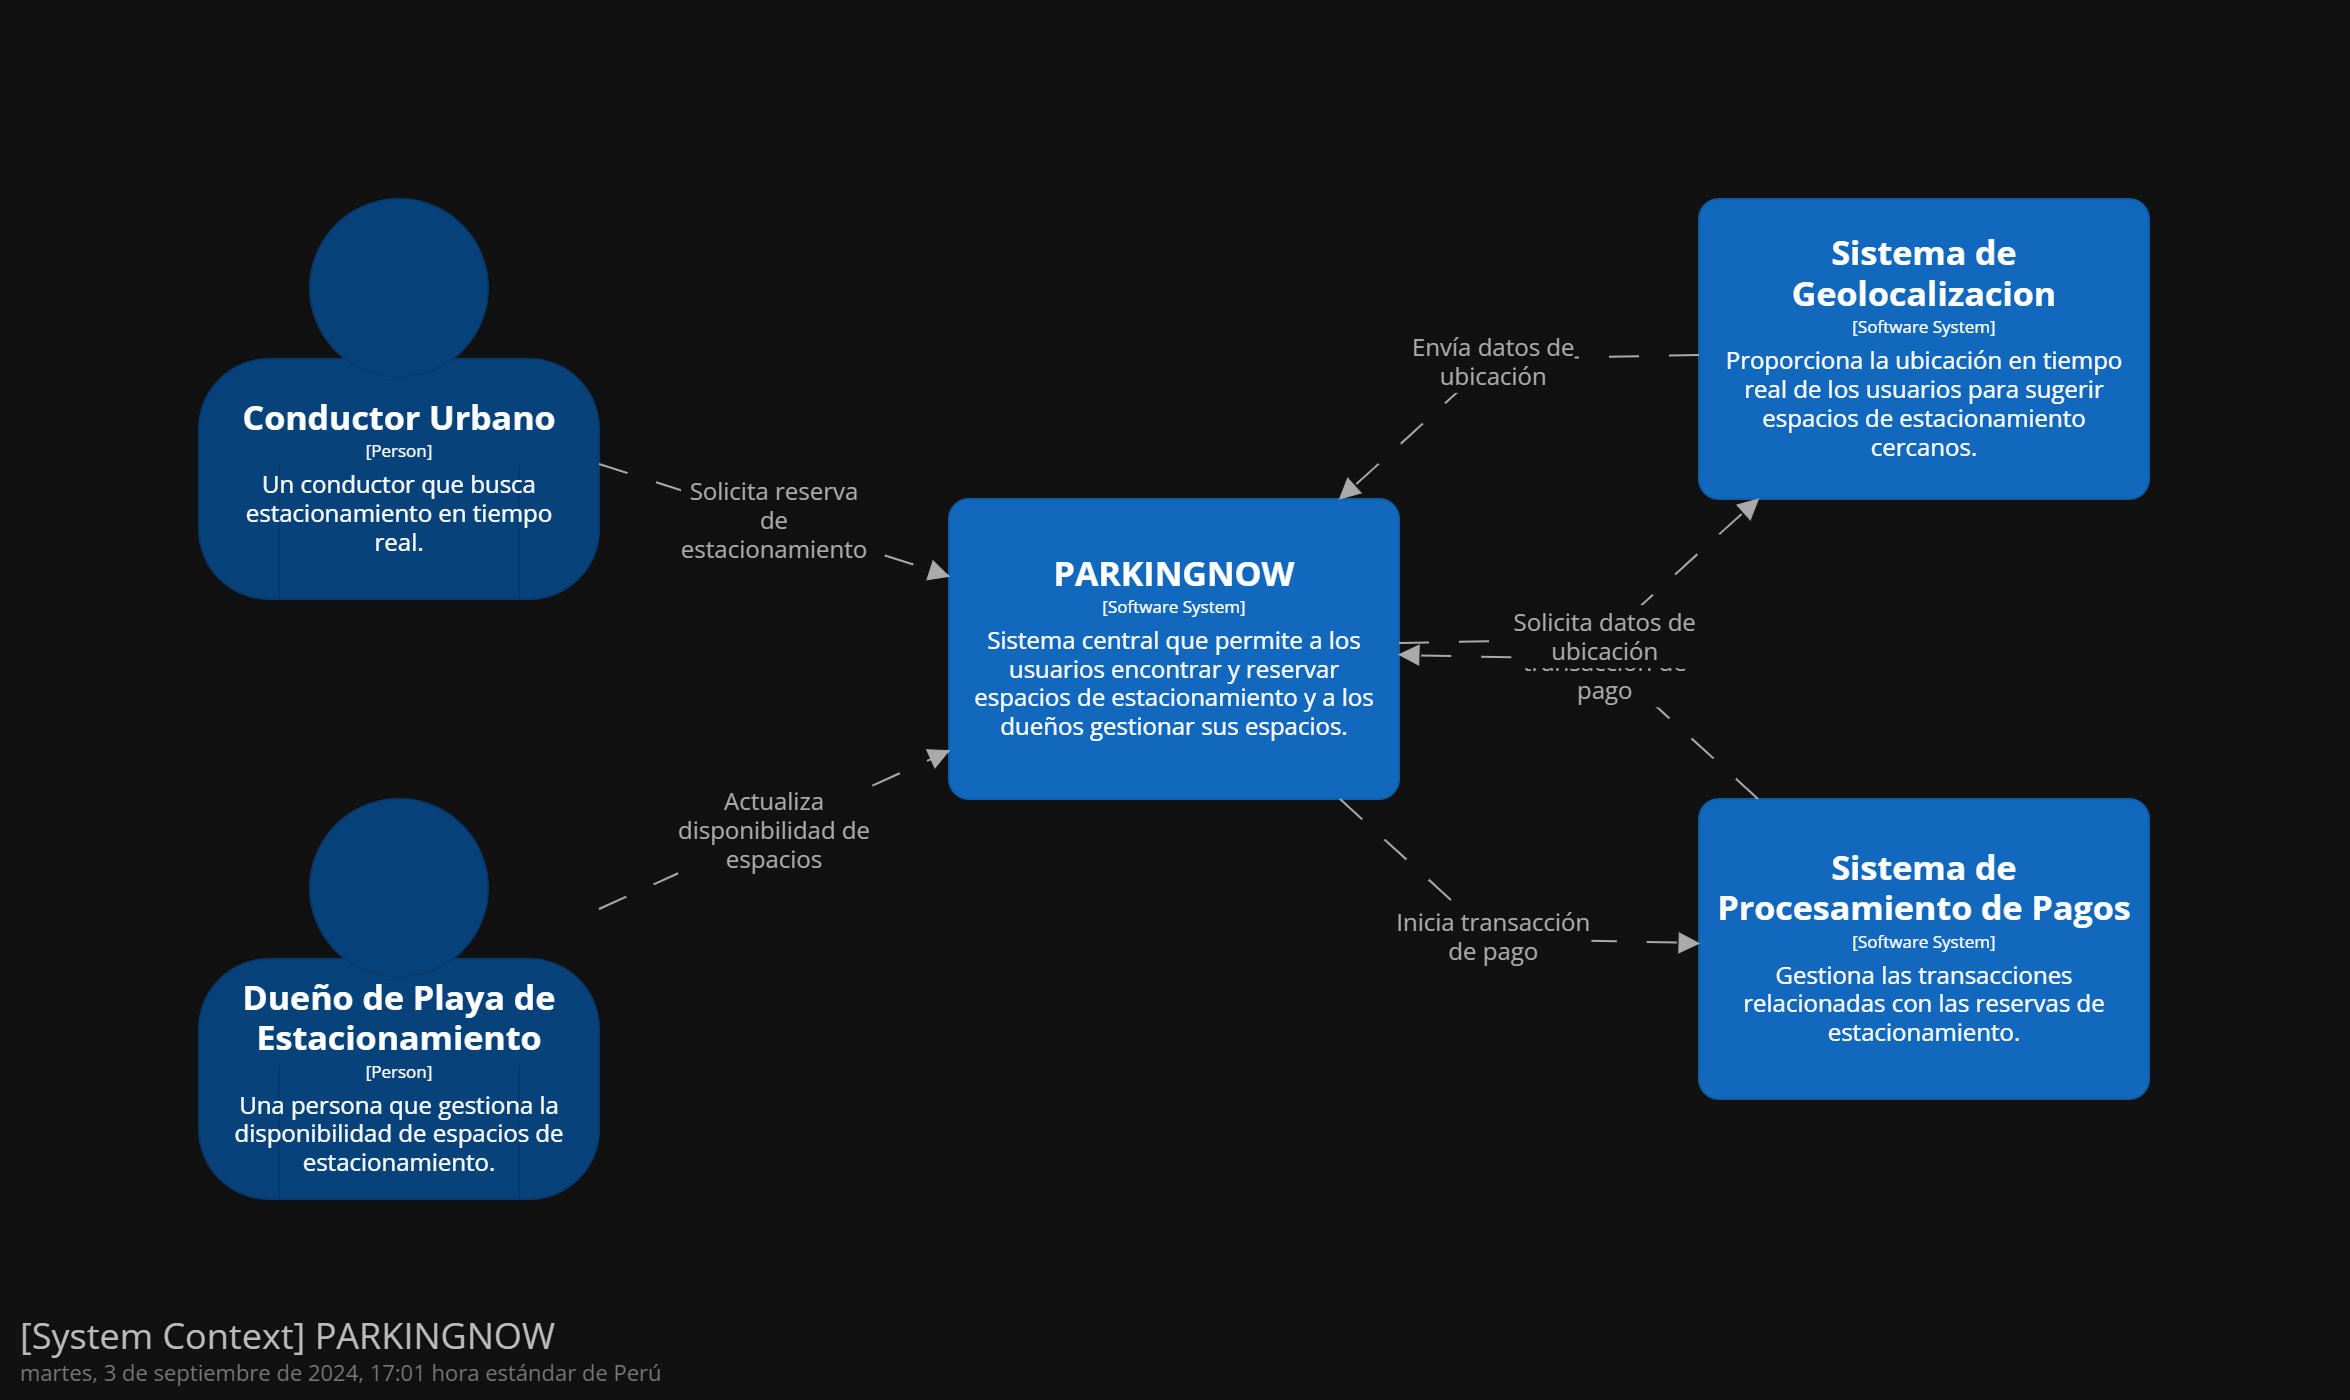 Conductor Urbano
[Person]
Un conductor que busca
estacionamiento en tiempo
real.
Solicita reserva
de
estacionamiento
Dueño de Playa de
Estacionamiento
[Person]
Una persona que gestiona la
disponibilidad de espacios de
estacionamiento.
Actualiza
disponibilidad de
espacios
PARKINGNOW
[Software System]
Sistema central que permite a los
usuarios encontrar y reservar
espacios de estacionamiento y a los
dueños gestionar sus espacios.
Envía datos de
ubicación
Solicita datos de
ubicación
transacción de
pago
Inicia transacción
de pago
Sistema de
Geolocalizacion
[Software System]
Proporciona la ubicación en tiempo
real de los usuarios para sugerir
espacios de estacionamiento
cercanos.
Sistema de
Procesamiento de Pagos
[Software System]
Gestiona las transacciones
relacionadas con las reservas de
estacionamiento.
[System Context] PARKINGNOW
martes, 3 de septiembre de 2024, 17:01 hora estándar de Perú